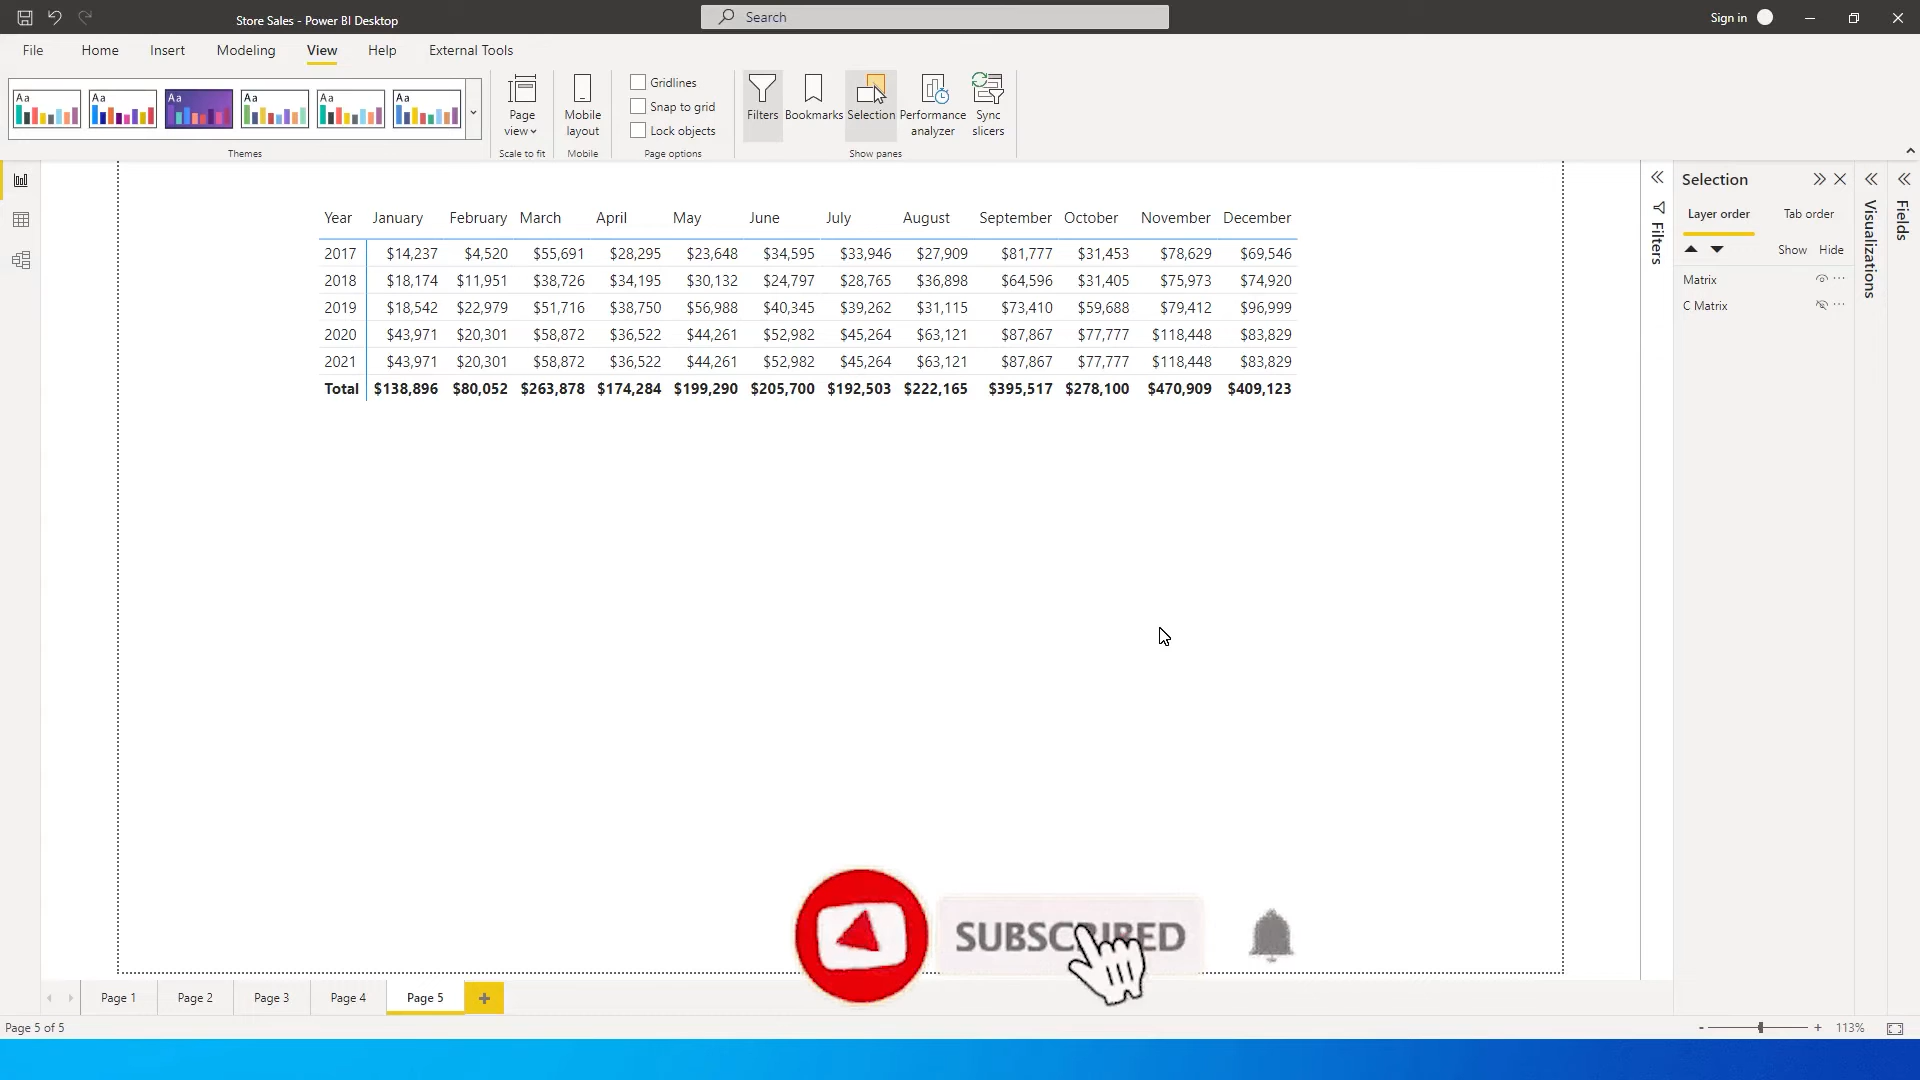 Store Sales - Power BI Desktop
Search
Sign in
File Home Insert Modeling View Help External Tools
Aa Aa Aa Aa Aa Aa
Page view
Mobile layout
Gridlines
Snap to grid
Lock objects
Filters
Bookmarks
Selection
Performance analyzer
Sync slicers
Themes
Scale to fit
Mobile
Page options
Show panes
Year January February March April May June July August September October November December
2017 $14,237 $4,520 $55,691 $28,295 $23,648 $34,595 $33,946 $27,909 $81,777 $31,453 $78,629 $69,546
2018 $18,174 $11,951 $38,726 $34,195 $30,132 $24,797 $28,765 $36,898 $64,596 $31,405 $75,973 $74,920
2019 $18,542 $22,979 $51,716 $38,750 $56,988 $40,345 $39,262 $31,115 $73,410 $59,688 $79,412 $96,999
2020 $43,971 $20,301 $58,872 $36,522 $44,261 $52,982 $45,264 $63,121 $87,867 $77,777 $118,448 $83,829
2021 $43,971 $20,301 $58,872 $36,522 $44,261 $52,982 $45,264 $63,121 $87,867 $77,777 $118,448 $83,829
Total $138,896 $80,052 $263,878 $174,284 $199,290 $205,700 $192,503 $222,165 $395,517 $278,100 $470,909 $409,123
Filters
Selection
Layer order Tab order
Show Hide
Matrix
C Matrix
Visualizations
Fields
SUBSCRIBED
Page 1 Page 2 Page 3 Page 4 Page 5
Page 5 of 5
- + 113%